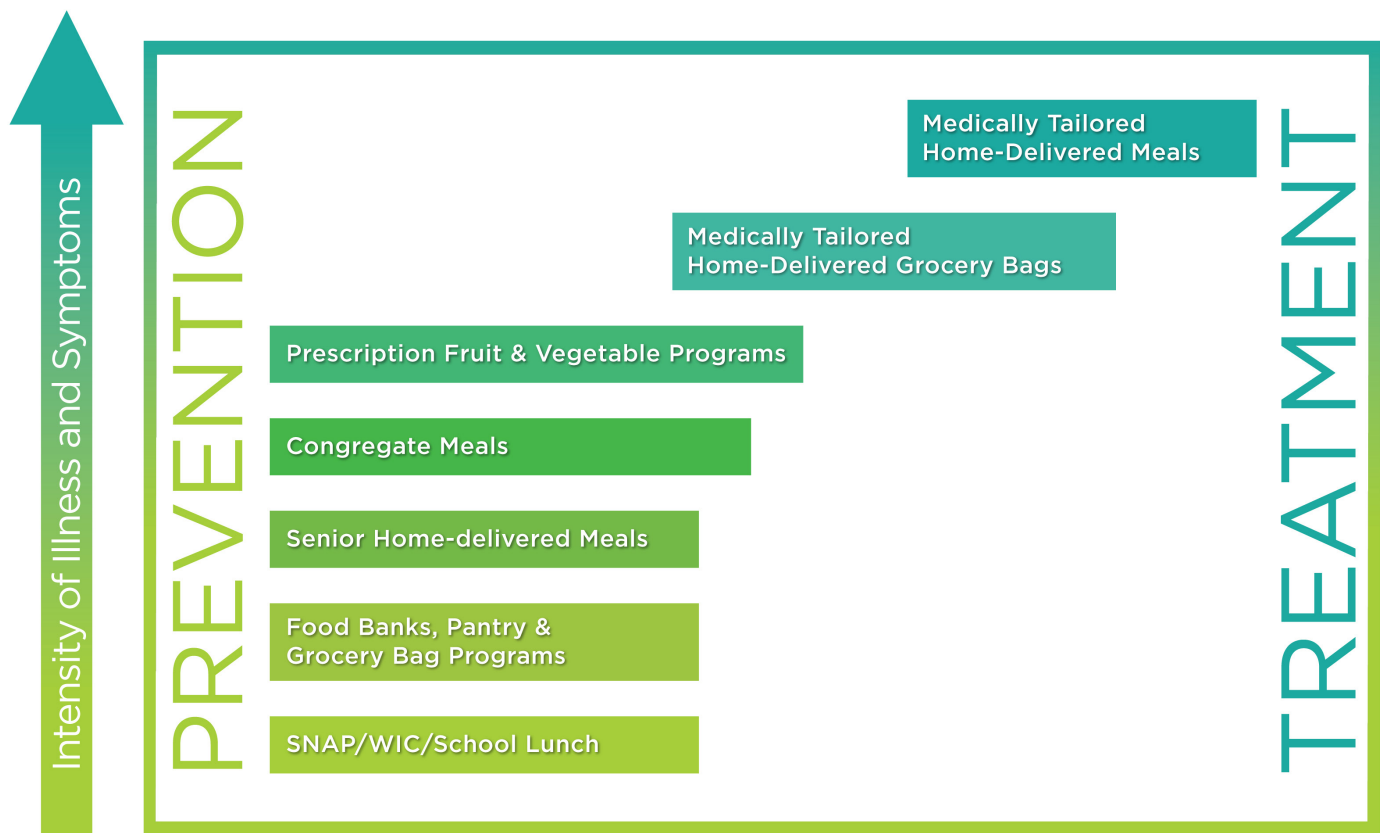 Intensity of Illness and Symptoms
PREVENTION
Medically Tailored
Home-Delivered Meals
Medically Tailored
Home-Delivered Grocery Bags
Prescription Fruit & Vegetable Programs
Congregate Meals
Senior Home-delivered Meals
Food Banks, Pantry &
Grocery Bag Programs
SNAP/WIC/School Lunch
TREATMENT